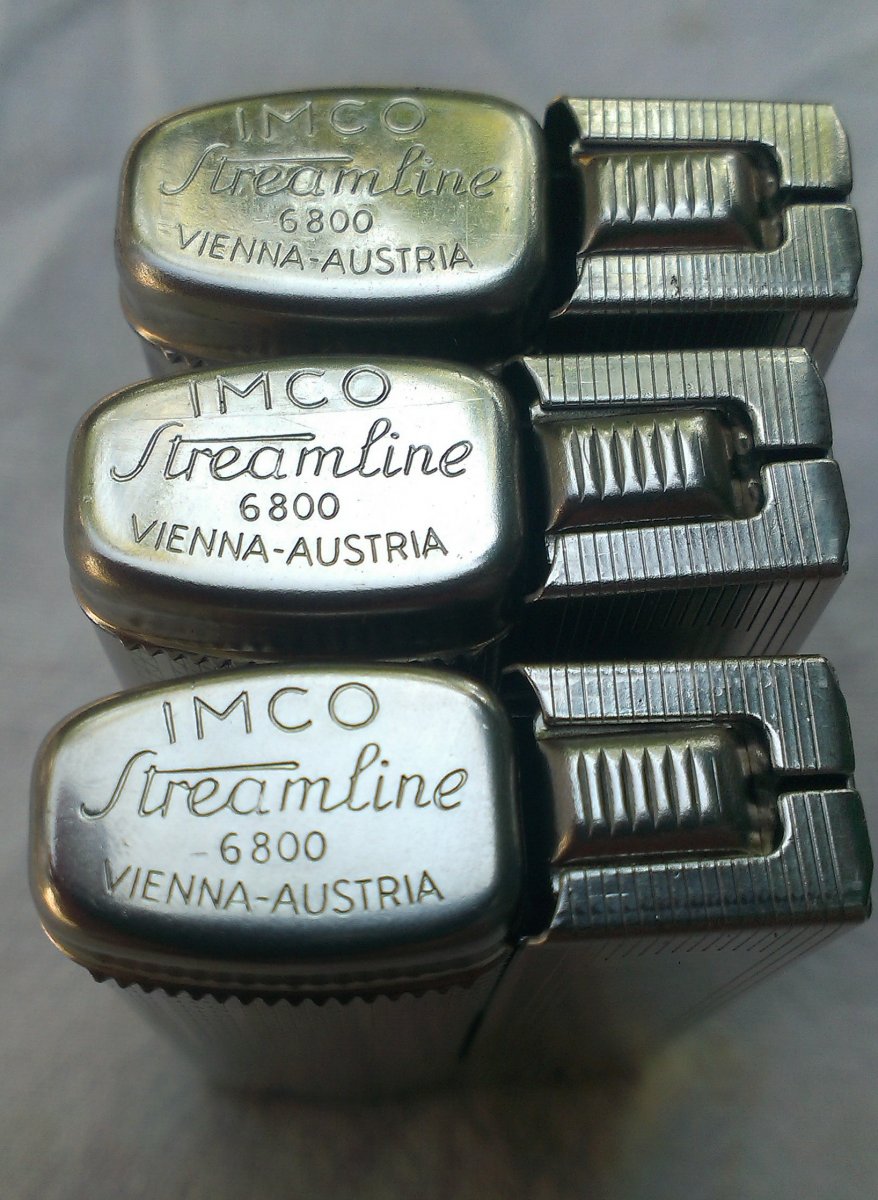 IMCO
Streamline
6800
VIENNA-AUSTRIA
IMCO
Streamline
6800
VIENNA-AUSTRIA
IMCO
Streamline
6800
VIENNA-AUSTRIA